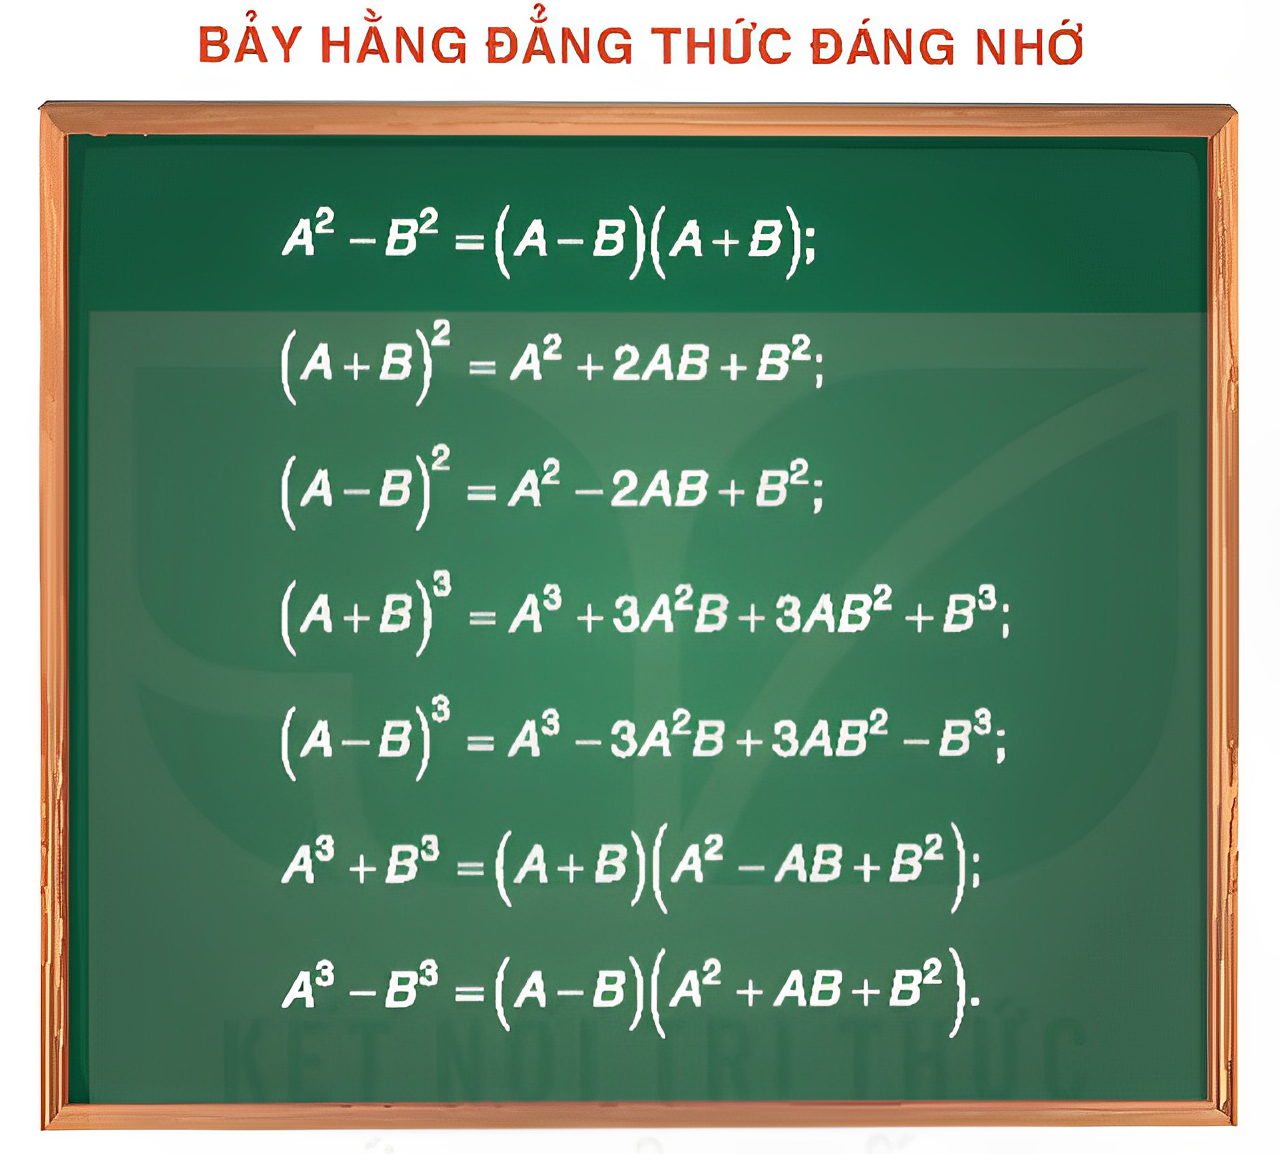 BẢY HẰNG ĐẲNG THỨC ĐÁNG NHỚ
A² − B² = (A − B)(A + B);
(A + B)² = A² + 2AB + B²;
(A − B)² = A² − 2AB + B²;
(A + B)³ = A³ + 3A²B + 3AB² + B³;
(A − B)³ = A³ − 3A²B + 3AB² − B³;
A³ + B³ = (A + B)(A² − AB + B²);
A³ − B³ = (A − B)(A² + AB + B²).
KẾT NỐI TRI THỨC